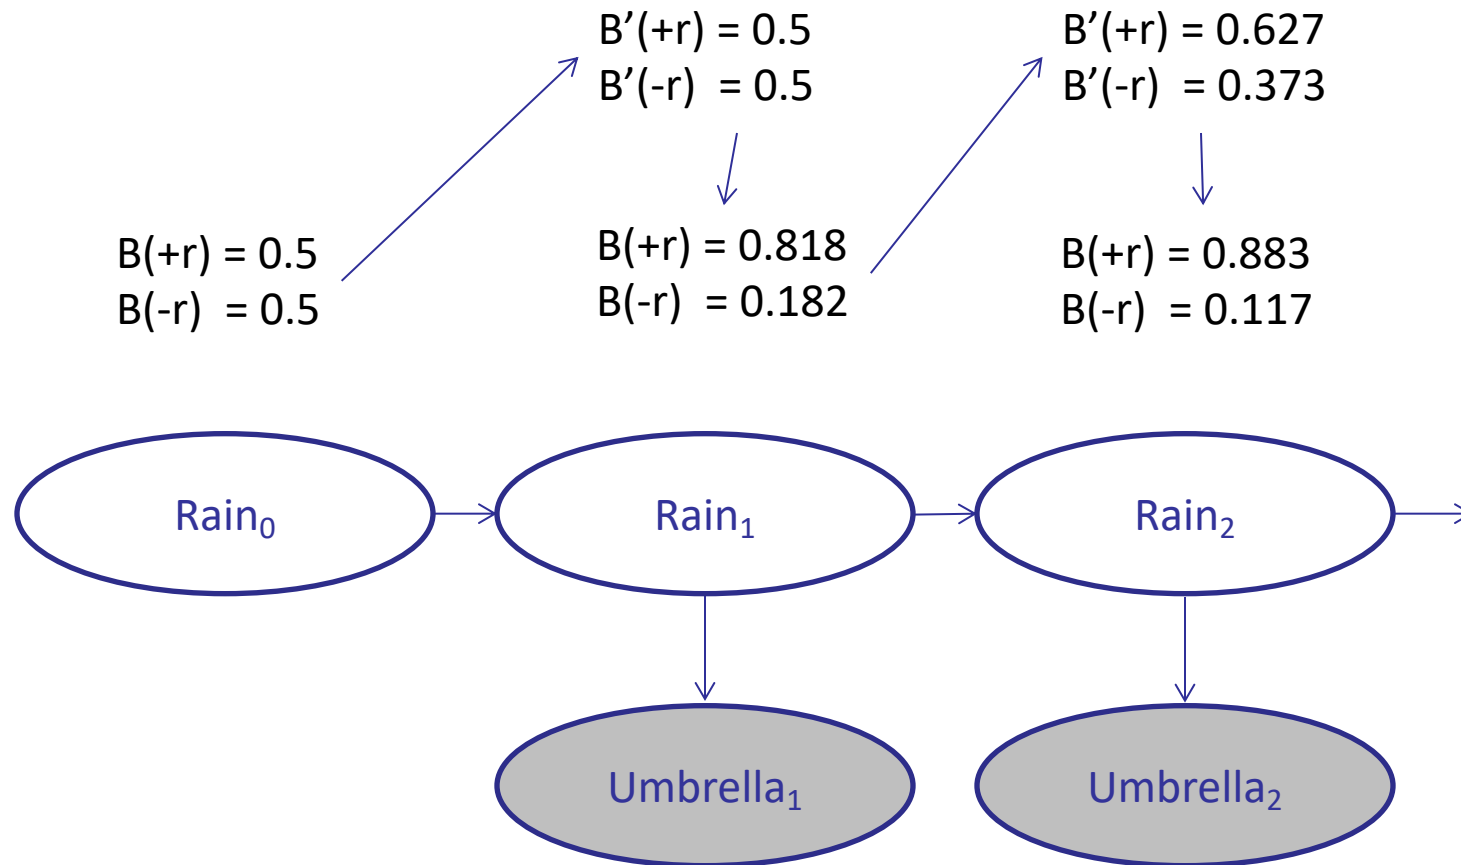 B’(+r) = 0.5
B’(-r) = 0.5
B’(+r) = 0.627
B’(-r) = 0.373
B(+r) = 0.5
B(-r) = 0.5
B(+r) = 0.818
B(-r) = 0.182
B(+r) = 0.883
B(-r) = 0.117
Rain₀
Rain₁
Rain₂
Umbrella₁
Umbrella₂